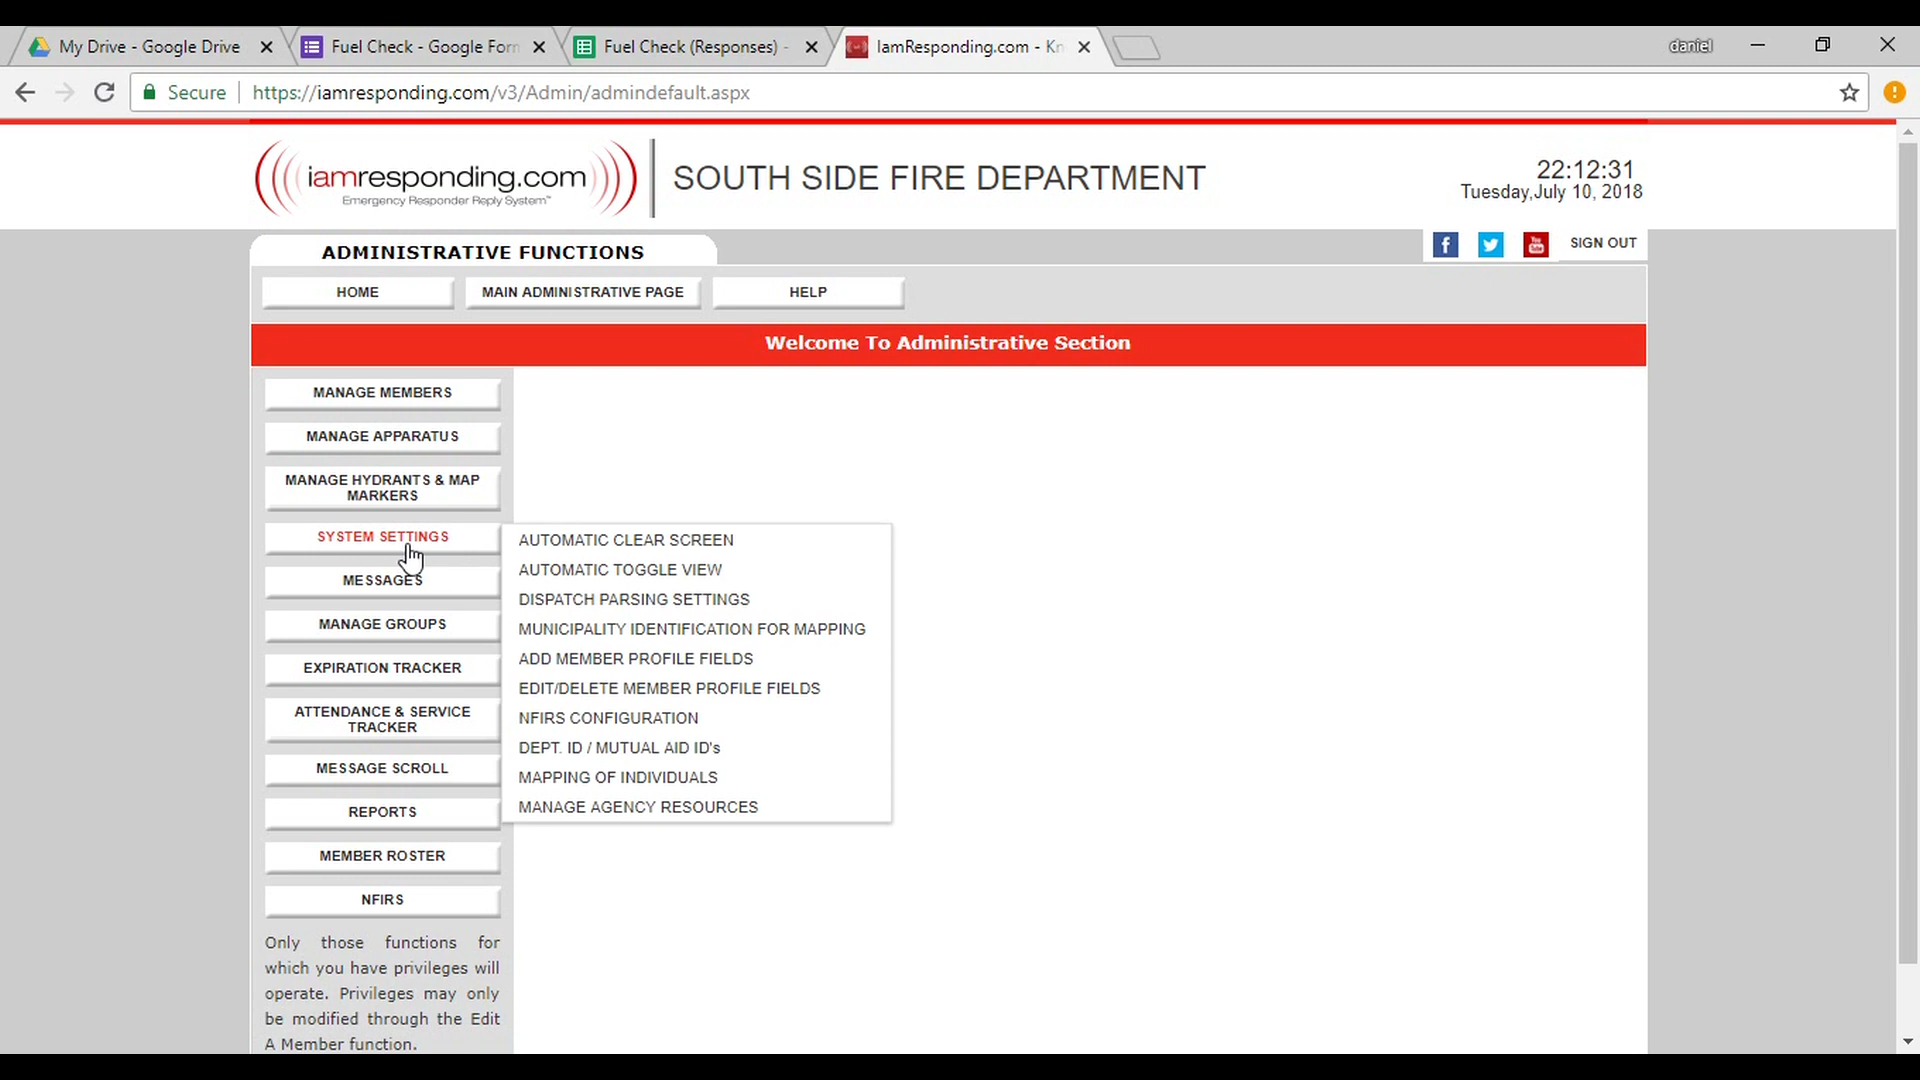 My Drive - Google Drive
Fuel Check - Google Forn
Fuel Check (Responses) -
IamResponding.com - Kn
daniel
Secure
https://iamresponding.com/v3/Admin/admindefault.aspx
iamresponding.com
Emergency Responder Reply System™
SOUTH SIDE FIRE DEPARTMENT
22:12:31
Tuesday,July 10, 2018
ADMINISTRATIVE FUNCTIONS
f
You
SIGN OUT
HOME
MAIN ADMINISTRATIVE PAGE
HELP
Welcome To Administrative Section
MANAGE MEMBERS
MANAGE APPARATUS
MANAGE HYDRANTS & MAP
MARKERS
SYSTEM SETTINGS
MESSAGES
MANAGE GROUPS
EXPIRATION TRACKER
ATTENDANCE & SERVICE
TRACKER
MESSAGE SCROLL
REPORTS
MEMBER ROSTER
NFIRS
AUTOMATIC CLEAR SCREEN
AUTOMATIC TOGGLE VIEW
DISPATCH PARSING SETTINGS
MUNICIPALITY IDENTIFICATION FOR MAPPING
ADD MEMBER PROFILE FIELDS
EDIT/DELETE MEMBER PROFILE FIELDS
NFIRS CONFIGURATION
DEPT. ID / MUTUAL AID ID's
MAPPING OF INDIVIDUALS
MANAGE AGENCY RESOURCES
Only those functions for
which you have privileges will
operate. Privileges may only
be modified through the Edit
A Member function.